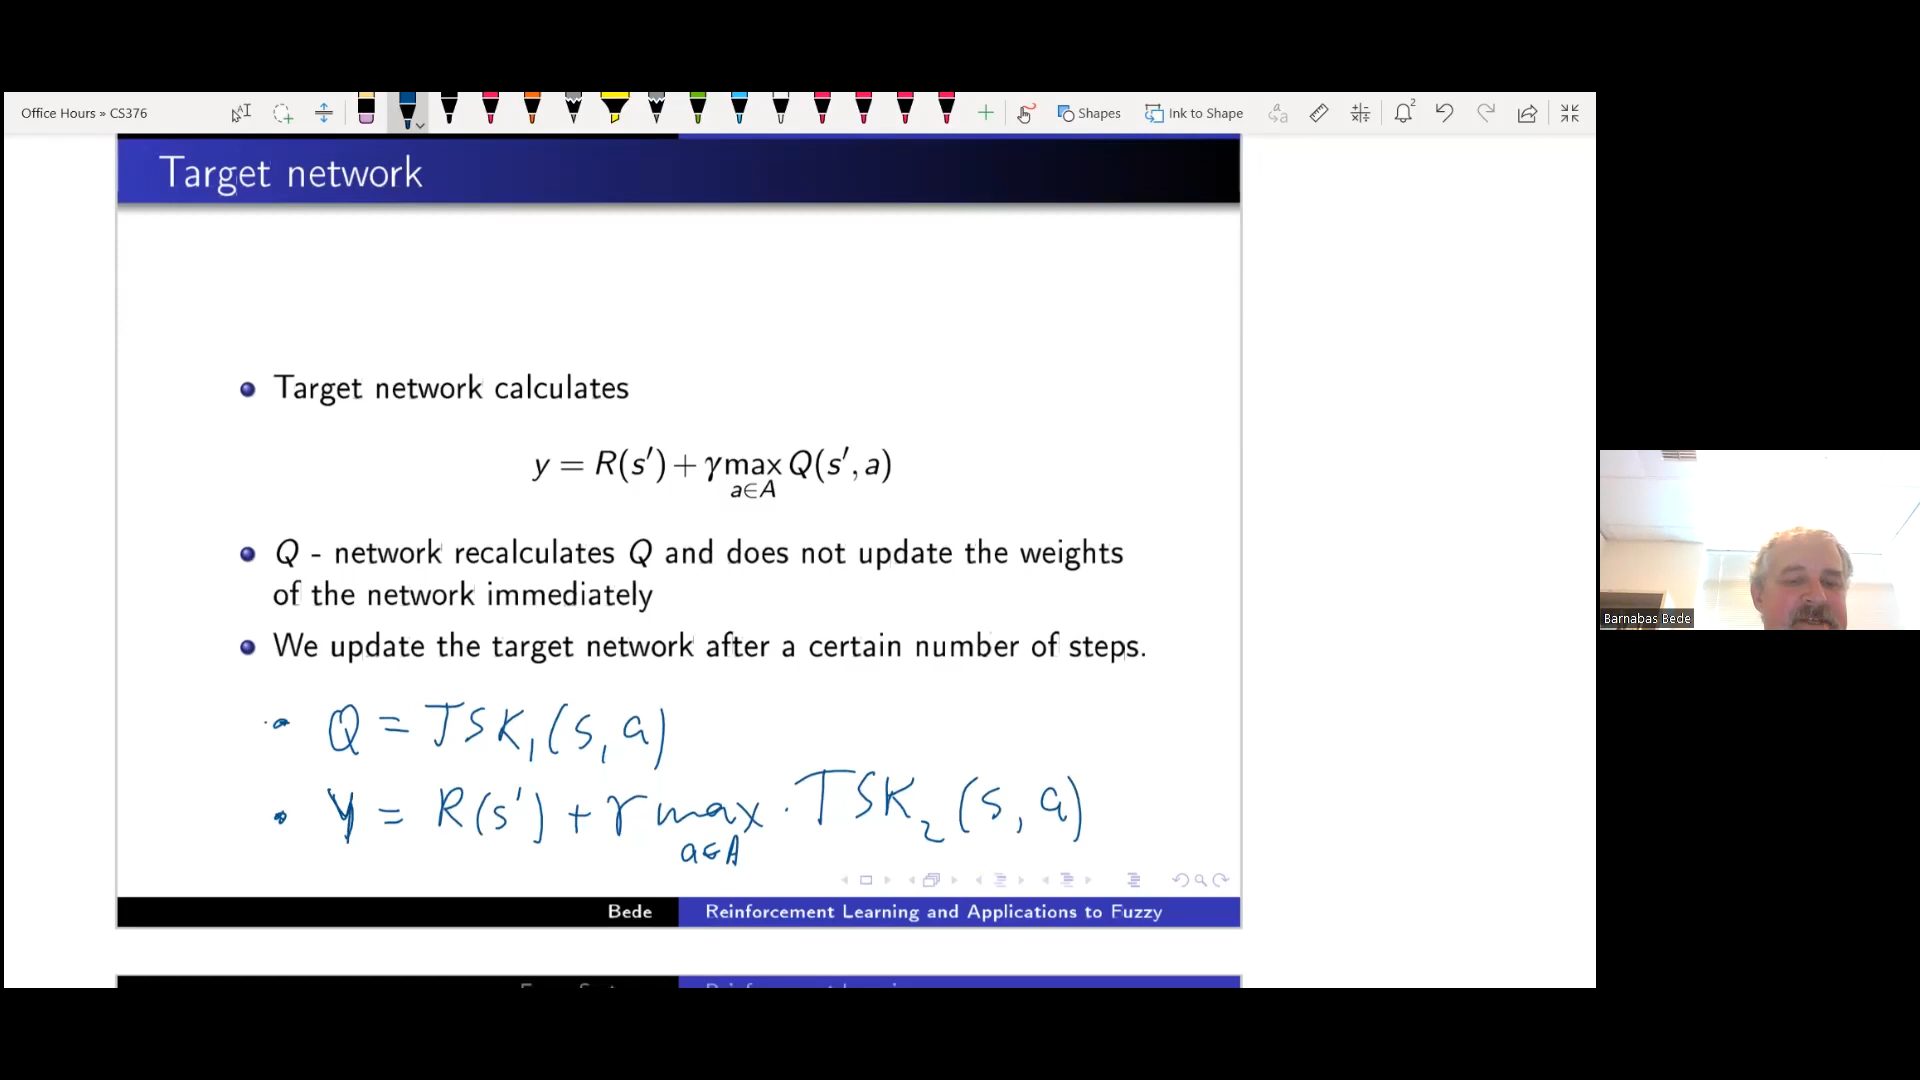 Office Hours » CS376
2
Shapes
Ink to Shape
Target network
Target network calculates
y = R(s′) + γ max Q(s′, a)
a∈A
Q - network recalculates Q and does not update the weights
of the network immediately
We update the target network after a certain number of steps.
Q = TSK₁(s, a)
y = R(s') + γ max · TSK₂(s, a)
a∈A
Bede
Reinforcement Learning and Applications to Fuzzy
Barnabas Bede